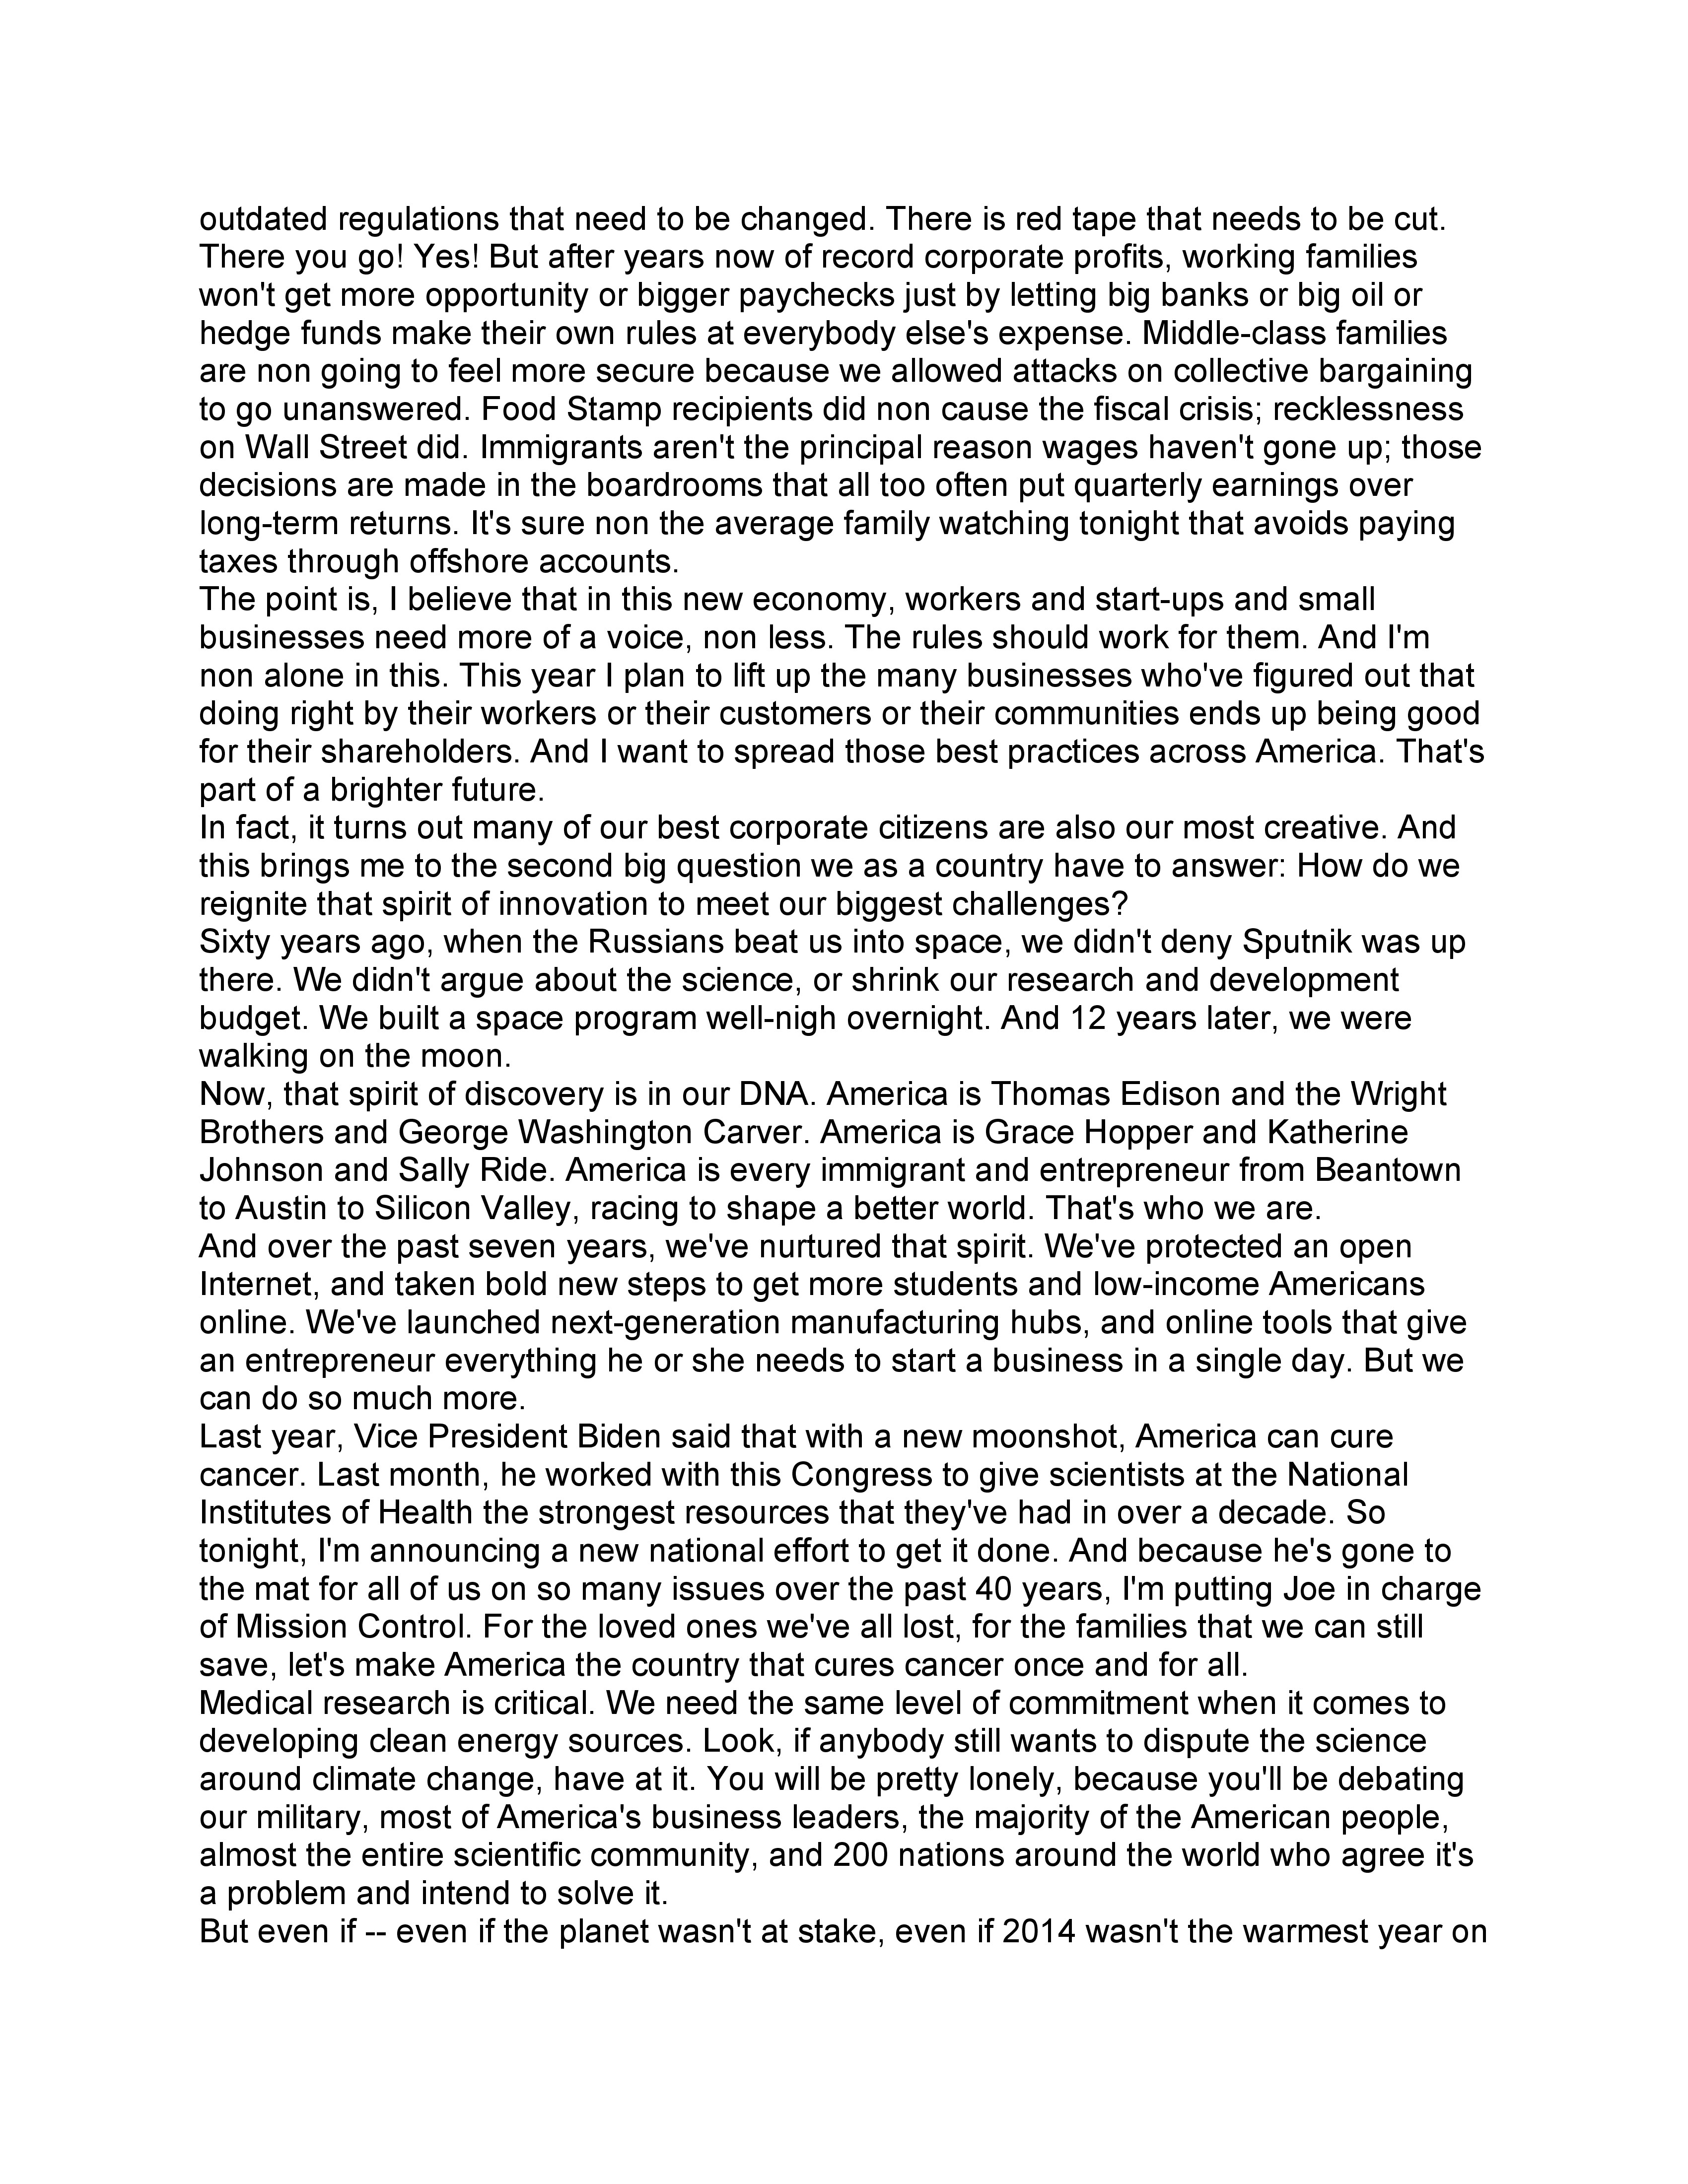 outdated regulations that need to be changed. There is red tape that needs to be cut.
There you go! Yes! But after years now of record corporate profits, working families
won't get more opportunity or bigger paychecks just by letting big banks or big oil or
hedge funds make their own rules at everybody else's expense. Middle-class families
are non going to feel more secure because we allowed attacks on collective bargaining
to go unanswered. Food Stamp recipients did non cause the fiscal crisis; recklessness
on Wall Street did. Immigrants aren't the principal reason wages haven't gone up; those
decisions are made in the boardrooms that all too often put quarterly earnings over
long-term returns. It's sure non the average family watching tonight that avoids paying
taxes through offshore accounts.
The point is, I believe that in this new economy, workers and start-ups and small
businesses need more of a voice, non less. The rules should work for them. And I'm
non alone in this. This year I plan to lift up the many businesses who've figured out that
doing right by their workers or their customers or their communities ends up being good
for their shareholders. And I want to spread those best practices across America. That's
part of a brighter future.
In fact, it turns out many of our best corporate citizens are also our most creative. And
this brings me to the second big question we as a country have to answer: How do we
reignite that spirit of innovation to meet our biggest challenges?
Sixty years ago, when the Russians beat us into space, we didn't deny Sputnik was up
there. We didn't argue about the science, or shrink our research and development
budget. We built a space program well-nigh overnight. And 12 years later, we were
walking on the moon.
Now, that spirit of discovery is in our DNA. America is Thomas Edison and the Wright
Brothers and George Washington Carver. America is Grace Hopper and Katherine
Johnson and Sally Ride. America is every immigrant and entrepreneur from Beantown
to Austin to Silicon Valley, racing to shape a better world. That's who we are.
And over the past seven years, we've nurtured that spirit. We've protected an open
Internet, and taken bold new steps to get more students and low-income Americans
online. We've launched next-generation manufacturing hubs, and online tools that give
an entrepreneur everything he or she needs to start a business in a single day. But we
can do so much more.
Last year, Vice President Biden said that with a new moonshot, America can cure
cancer. Last month, he worked with this Congress to give scientists at the National
Institutes of Health the strongest resources that they've had in over a decade. So
tonight, I'm announcing a new national effort to get it done. And because he's gone to
the mat for all of us on so many issues over the past 40 years, I'm putting Joe in charge
of Mission Control. For the loved ones we've all lost, for the families that we can still
save, let's make America the country that cures cancer once and for all.
Medical research is critical. We need the same level of commitment when it comes to
developing clean energy sources. Look, if anybody still wants to dispute the science
around climate change, have at it. You will be pretty lonely, because you'll be debating
our military, most of America's business leaders, the majority of the American people,
almost the entire scientific community, and 200 nations around the world who agree it's
a problem and intend to solve it.
But even if -- even if the planet wasn't at stake, even if 2014 wasn't the warmest year on